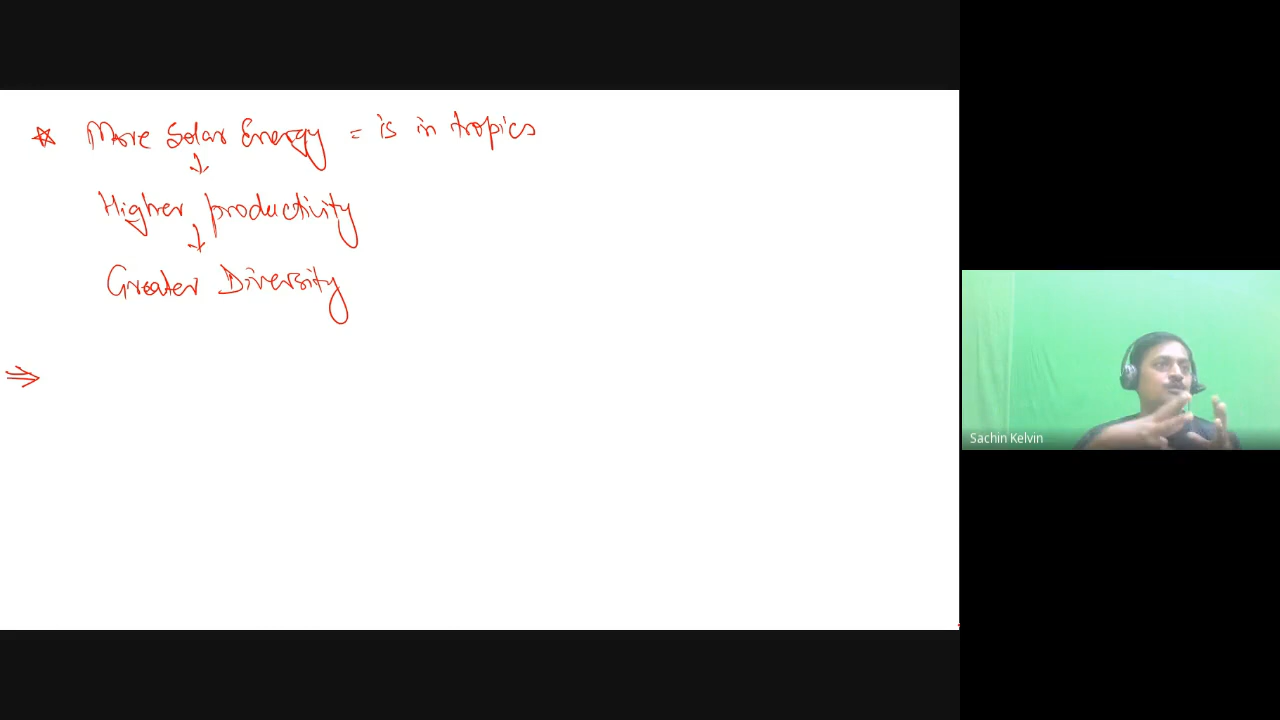 ☆ More Solar Energy = is in tropics
↓
Higher productivity
↓
Greater Diversity
⇒
Sachin Kelvin